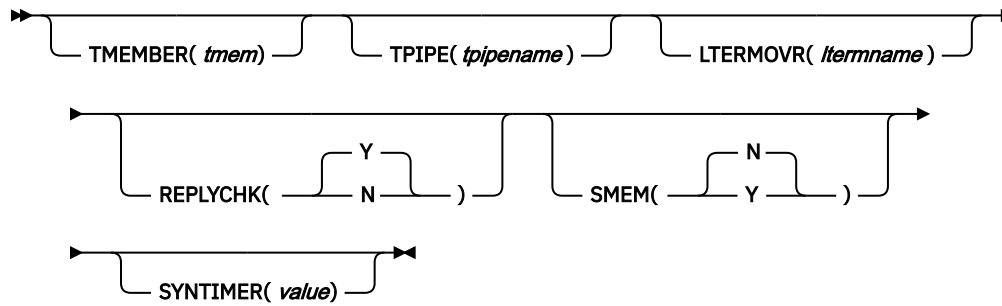 TMEMBER( tmem) TPIPE( tpipename ) LTERMOVR( ltermname )
Y N
REPLYCHK( N ) SMEM( Y )
SYNTIMER( value)